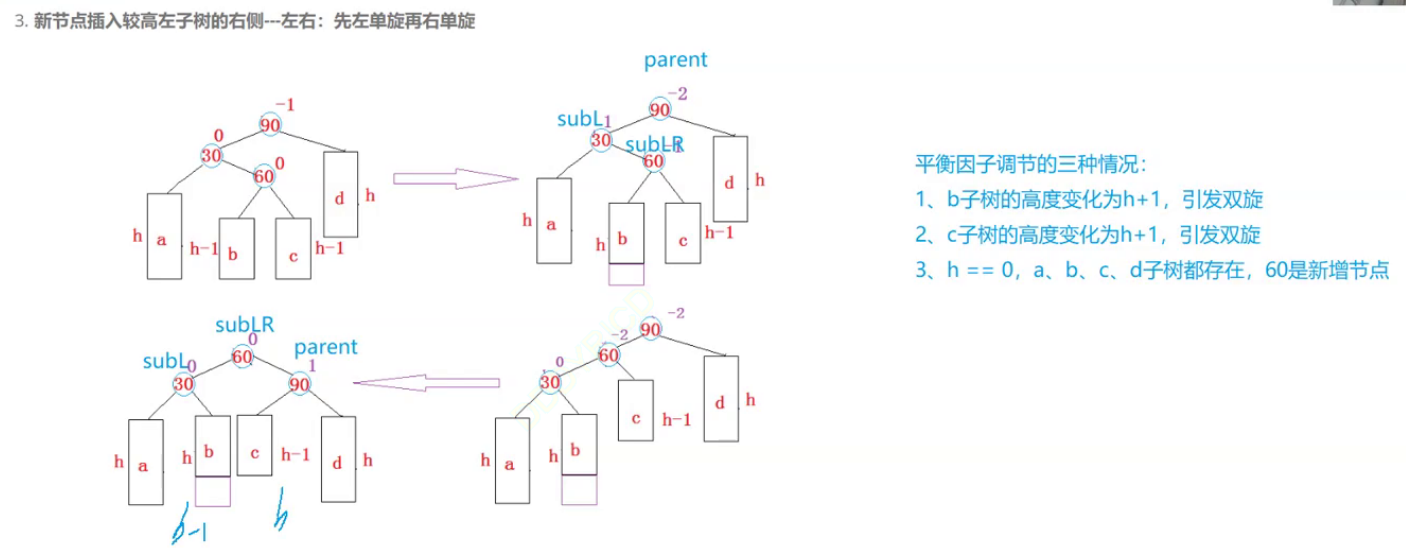 3. 新节点插入较高左子树的右侧---左右：先左单旋再右单旋
parent
-1
90
0
30
0
60
d
h
h
a
h-1
b
c
h-1
-2
90
subL
1
30
subLR
60
d
h
h
a
h
b
c
h-1
平衡因子调节的三种情况：
1、b子树的高度变化为h+1，引发双旋
2、c子树的高度变化为h+1，引发双旋
3、h == 0，a、b、c、d子树都存在，60是新增节点
subLR
0
60
parent
subL
0
30
1
90
h
a
h
b
c
h-1
d
h
h
-2
90
-2
60
0
30
c
h-1
d
h
h
a
h
b